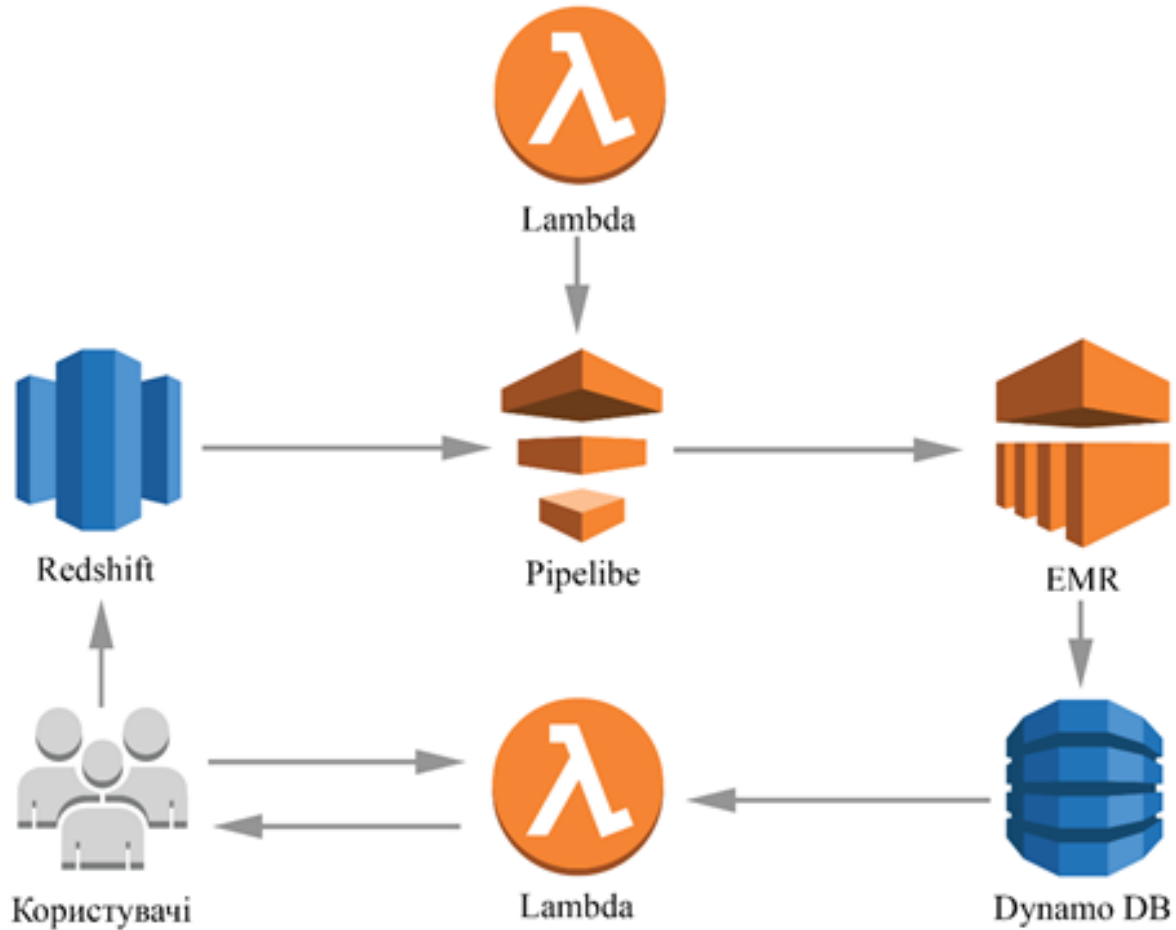 Lambda
Redshift
Pipelibe
EMR
Користувачі
Lambda
Dynamo DB